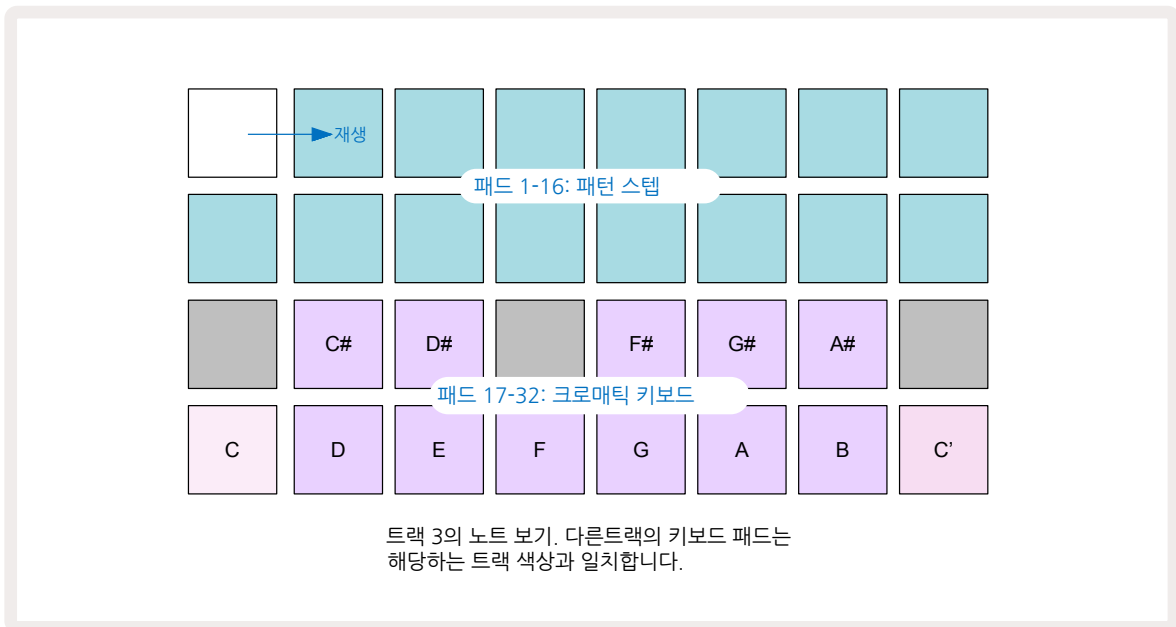 재생
패드 1-16: 패턴 스텝
C# D# F# G# A#
패드 17-32: 크로매틱 키보드
C D E F G A B C’
트랙 3의 노트 보기. 다른트랙의 키보드 패드는
해당하는 트랙 색상과 일치합니다.